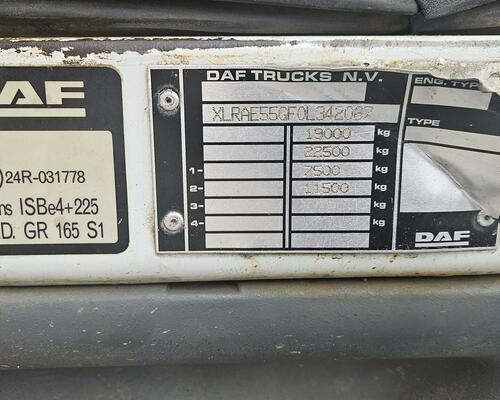 DAF
)24R-031778
ns ISBe4+225
.D. GR 165 S1
DAF TRUCKS N.V.
XLRAE55GF0L342082
19000 kg
22500 kg
1- 7500 kg
2- 11500 kg
3- kg
4- kg
ENG. TYP
TYPE
DAF